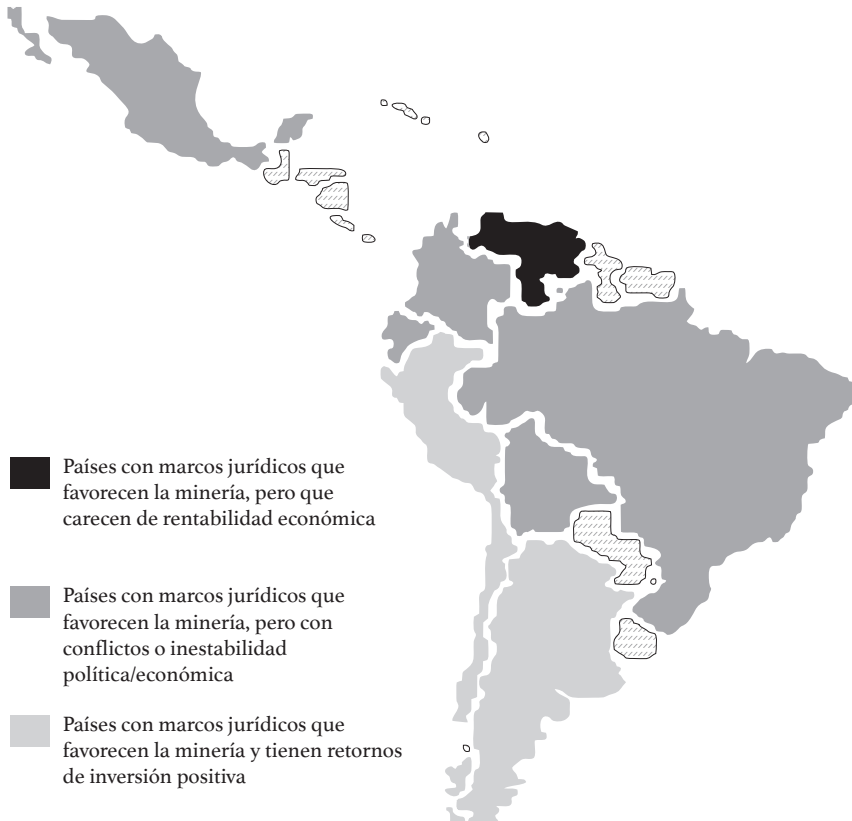 Países con marcos jurídicos que
favorecen la minería, pero que
carecen de rentabilidad económica
Países con marcos jurídicos que
favorecen la minería, pero con
conflictos o inestabilidad
política/económica
Países con marcos jurídicos que
favorecen la minería y tienen retornos
de inversión positiva